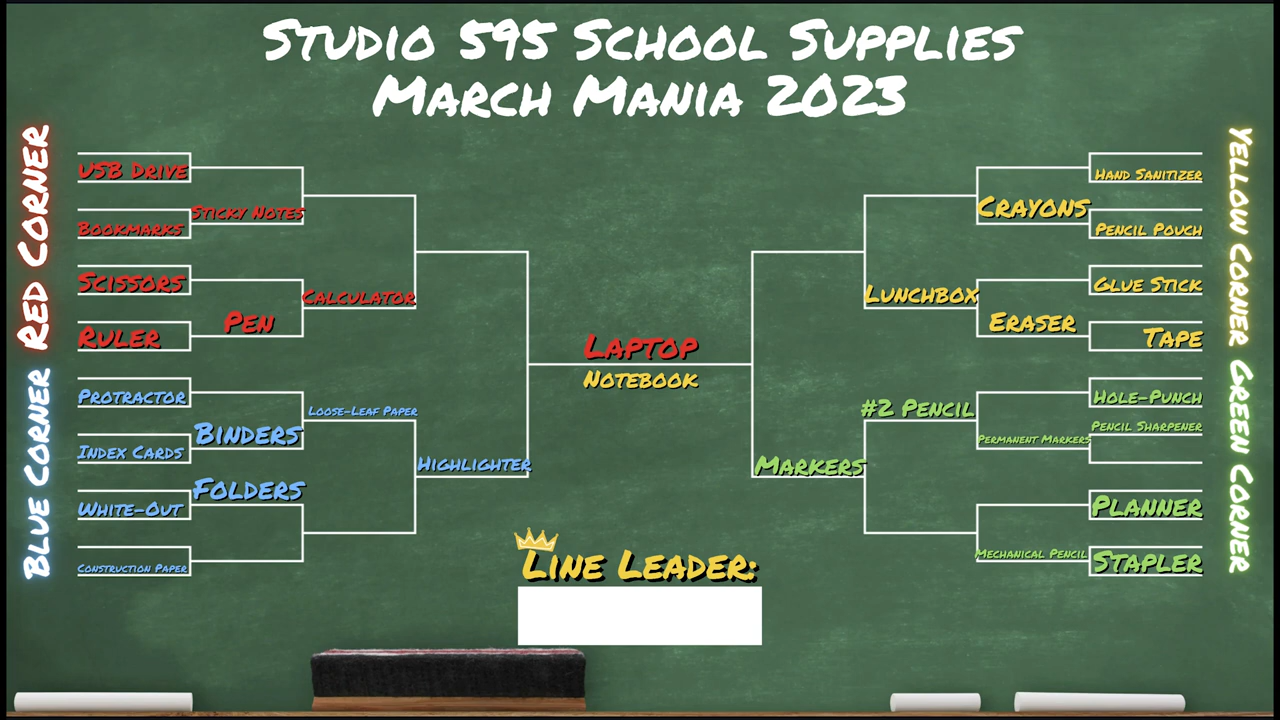 Studio 595 School Supplies
March Mania 2023
Red Corner
USB Drive
Sticky Notes
Bookmarks
Scissors
Calculator
Pen
Ruler
Blue Corner
Protractor
Loose-Leaf Paper
Binders
Index Cards
Highlighter
Folders
White-Out
Construction Paper
Laptop
Notebook
Yellow Corner
Hand Sanitizer
Crayons
Pencil Pouch
Glue Stick
Lunchbox
Eraser
Tape
Green Corner
Hole-Punch
#2 Pencil
Pencil Sharpener
Permanent Markers
Markers
Planner
Mechanical Pencil
Stapler
Line Leader: